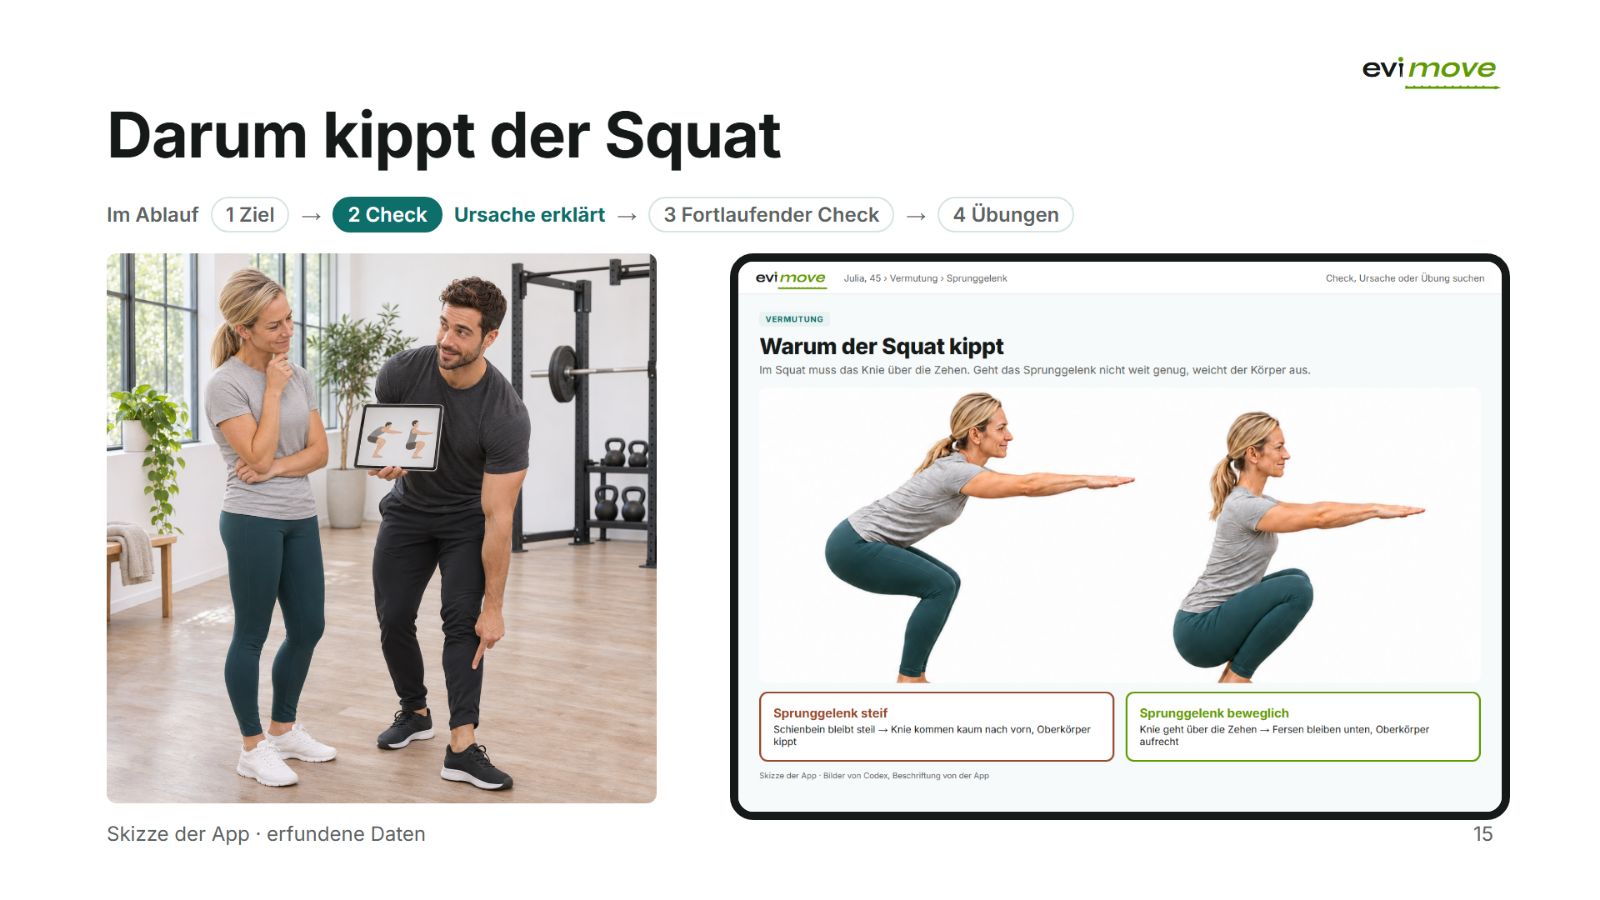 evimove
Darum kippt der Squat
Im Ablauf 1 Ziel → 2 Check Ursache erklärt → 3 Fortlaufender Check → 4 Übungen
evimove Julia, 45 › Vermutung › Sprunggelenk Check, Ursache oder Übung suchen
VERMUTUNG
Warum der Squat kippt
Im Squat muss das Knie über die Zehen. Geht das Sprunggelenk nicht weit genug, weicht der Körper aus.
Sprunggelenk steif
Schienbein bleibt steil → Knie kommen kaum nach vorn, Oberkörper
kippt
Sprunggelenk beweglich
Knie geht über die Zehen → Fersen bleiben unten, Oberkörper
aufrecht
Skizze der App · Bilder von Codex, Beschriftung von der App
Skizze der App · erfundene Daten
15